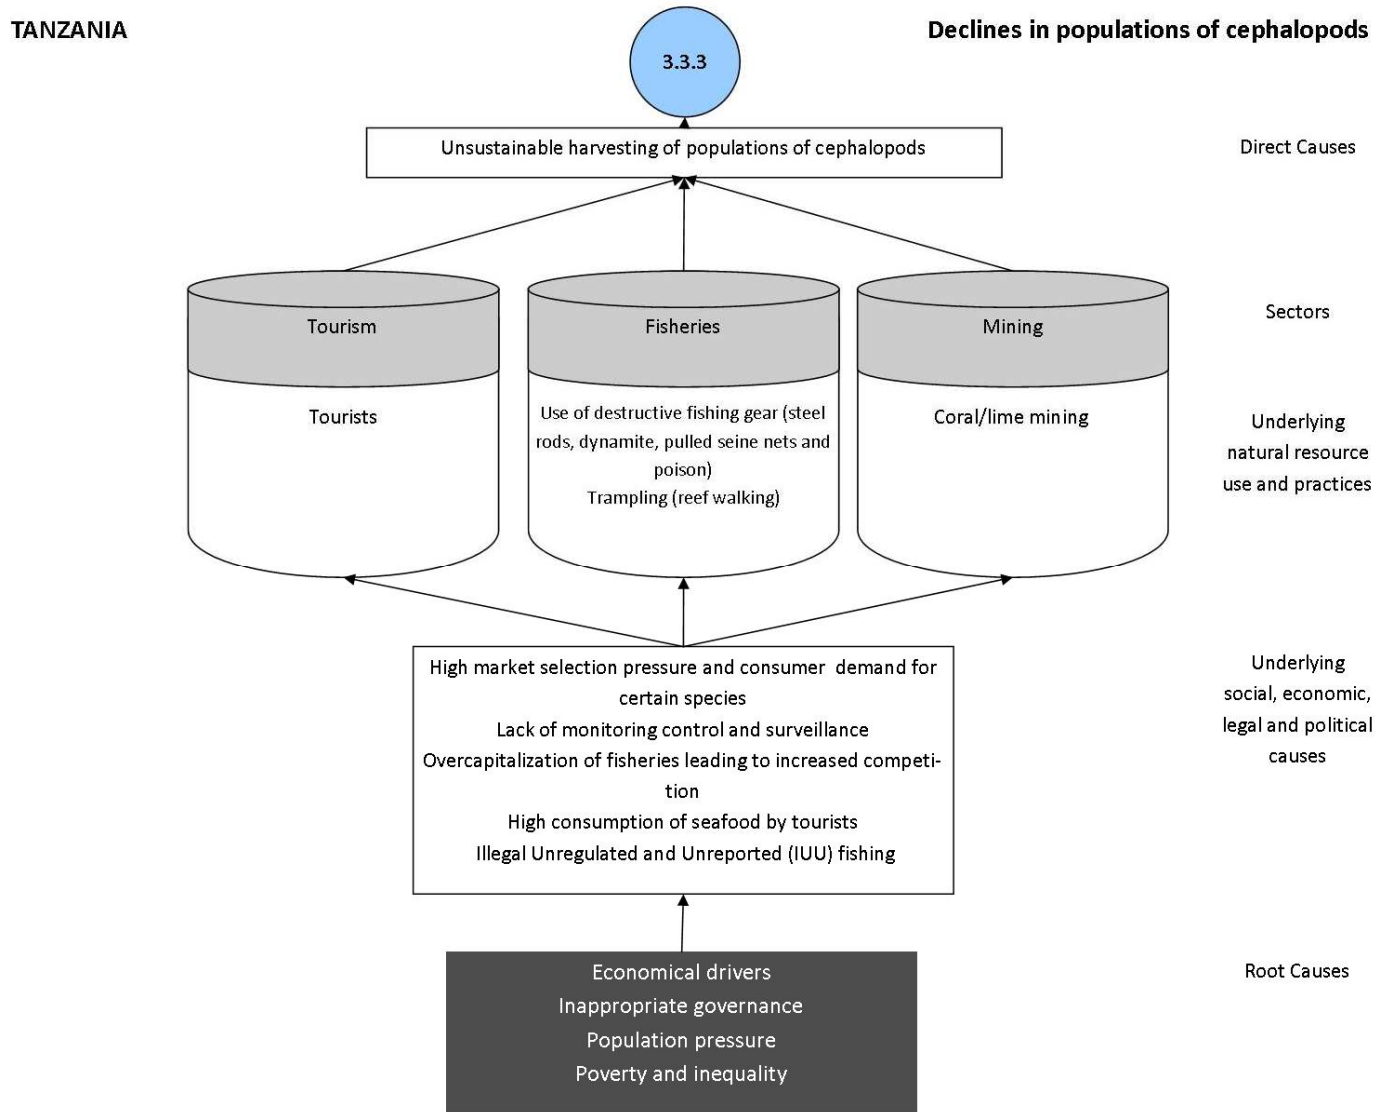 TANZANIA
Declines in populations of cephalopods
3.3.3
Unsustainable harvesting of populations of cephalopods
Direct Causes
Tourism
Fisheries
Mining
Sectors
Tourists
Use of destructive fishing gear (steel
rods, dynamite, pulled seine nets and
poison)
Trampling (reef walking)
Coral/lime mining
Underlying
natural resource
use and practices
High market selection pressure and consumer demand for
certain species
Lack of monitoring control and surveillance
Overcapitalization of fisheries leading to increased competi-
tion
High consumption of seafood by tourists
Illegal Unregulated and Unreported (IUU) fishing
Underlying
social, economic,
legal and political
causes
Economical drivers
Inappropriate governance
Population pressure
Poverty and inequality
Root Causes